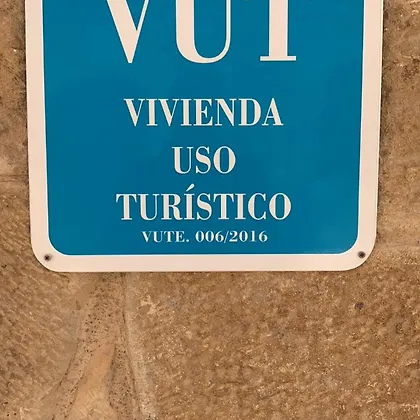 VUT
VIVIENDA
USO
TURÍSTICO
VUTE. 006/2016